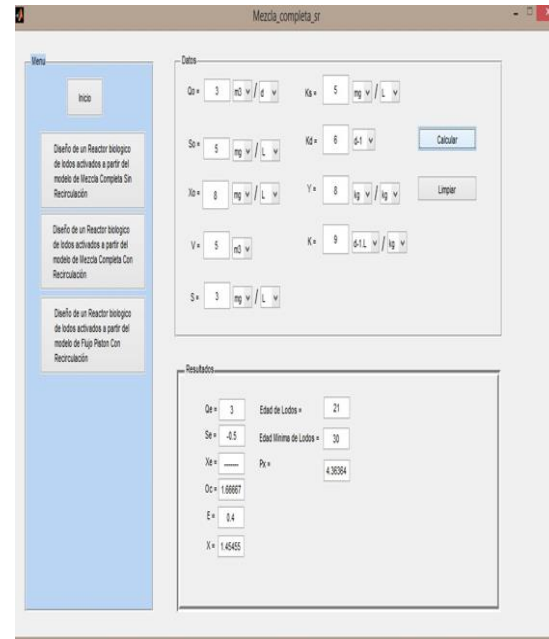 Mezcla_completa_sr
Menú
Inicio
Diseño de un Reactor biologico
de lodos activados a partir del
modelo de Mezcla Completa Sin
Recirculación
Diseño de un Reactor biologico
de lodos activados a partir del
modelo de Mezcla Completa Con
Recirculación
Diseño de un Reactor biologico
de lodos activados a partir del
modelo de Flujo Piston Con
Recirculación
Datos
Qo = 3 m3 / d
Ks = 5 mg / L
So = 5 mg / L
Kd = 6 d-1
Calcular
Xo = 8 mg / L
Y = 8 kg / kg
Limpiar
V = 5 m3
K = 9 d-1.L / kg
S = 3 mg / L
Resultados
Qe = 3
Edad de Lodos = 21
Se = -0.5
Edad Minima de Lodos = 30
Xe = -------
Px = 4.36364
Oc = 1.66667
E = 0.4
X = 1.45455